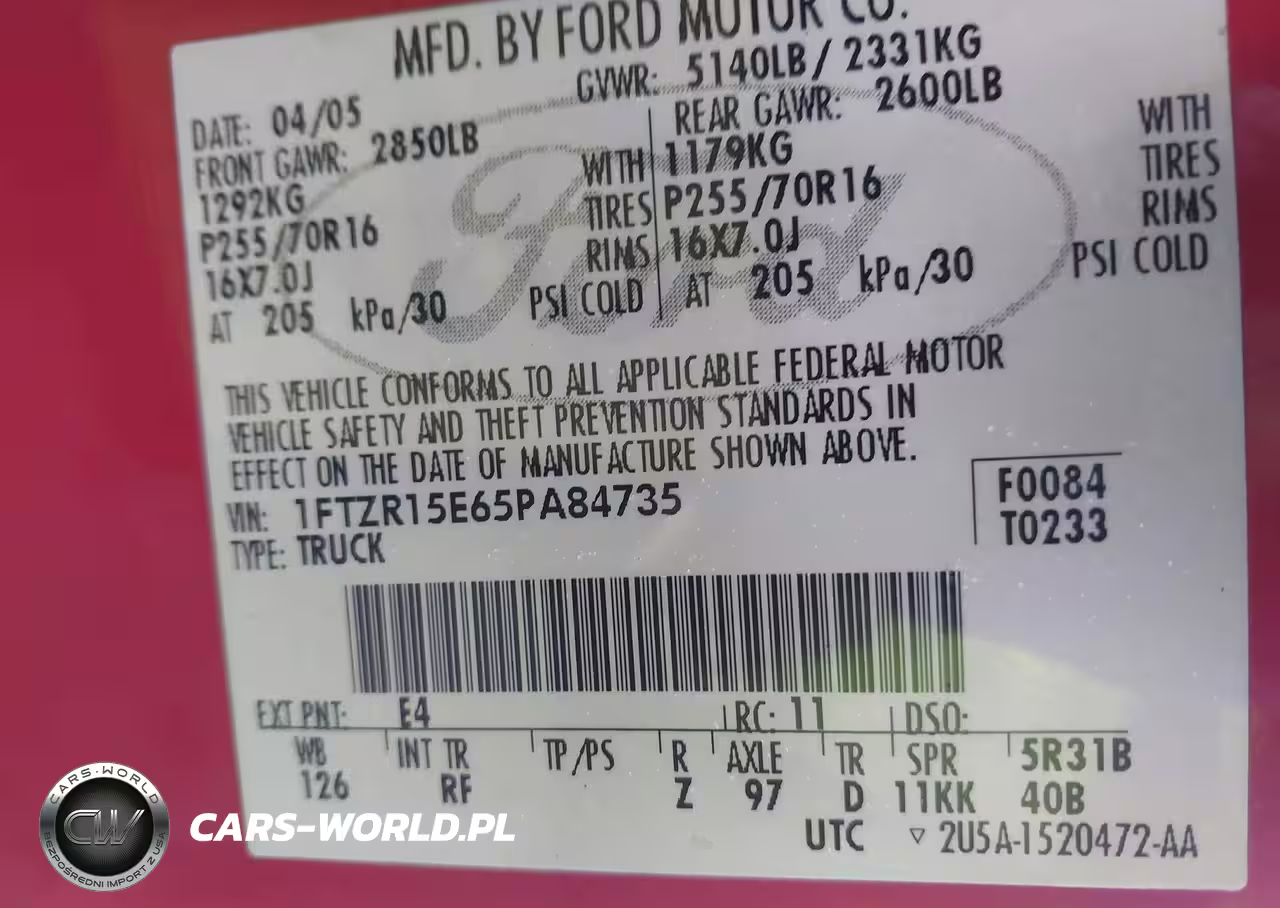 MFD. BY FORD MOTOR CO.
DATE: 04/05 GVWR: 5140LB / 2331KG
FRONT GAWR: 2850LB REAR GAWR: 2600LB
1292KG WITH 1179KG WITH
P255/70R16 TIRES P255/70R16 TIRES
16X7.0J RIMS 16X7.0J RIMS
AT 205 kPa/30 PSI COLD AT 205 kPa/30 PSI COLD
Ford
THIS VEHICLE CONFORMS TO ALL APPLICABLE FEDERAL MOTOR
VEHICLE SAFETY AND THEFT PREVENTION STANDARDS IN
EFFECT ON THE DATE OF MANUFACTURE SHOWN ABOVE.
VIN: 1FTZR15E65PA84735
TYPE: TRUCK
F0084
T0233
EXT PNT: E4 RC: 11 DSO:
WB INT TR TP/PS R AXLE TR SPR 5R31B
126 RF Z 97 D 11KK 40B
UTC ▽ 2U5A-1520472-AA
CARS-WORLD
CW
BEZPOŚREDNI IMPORT Z USA
CARS-WORLD.PL